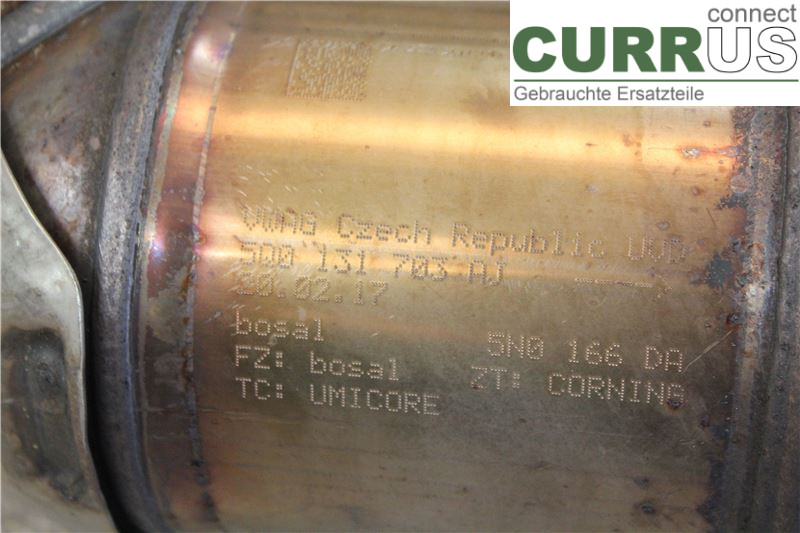 connect
CURRUS
Gebrauchte Ersatzteile
VWAG Czech Republic UVD
5Q0 131 703 AJ
20.02.17
bosal 5N0 166 DA
FZ: bosal ZT: CORNING
TC: UMICORE